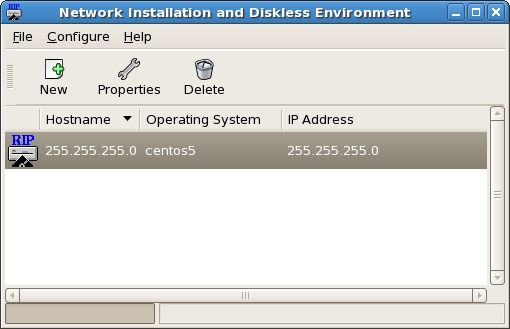 RIP
Network Installation and Diskless Environment
File Configure Help
New Properties Delete
Hostname Operating System IP Address
RIP
255.255.255.0 centos5 255.255.255.0